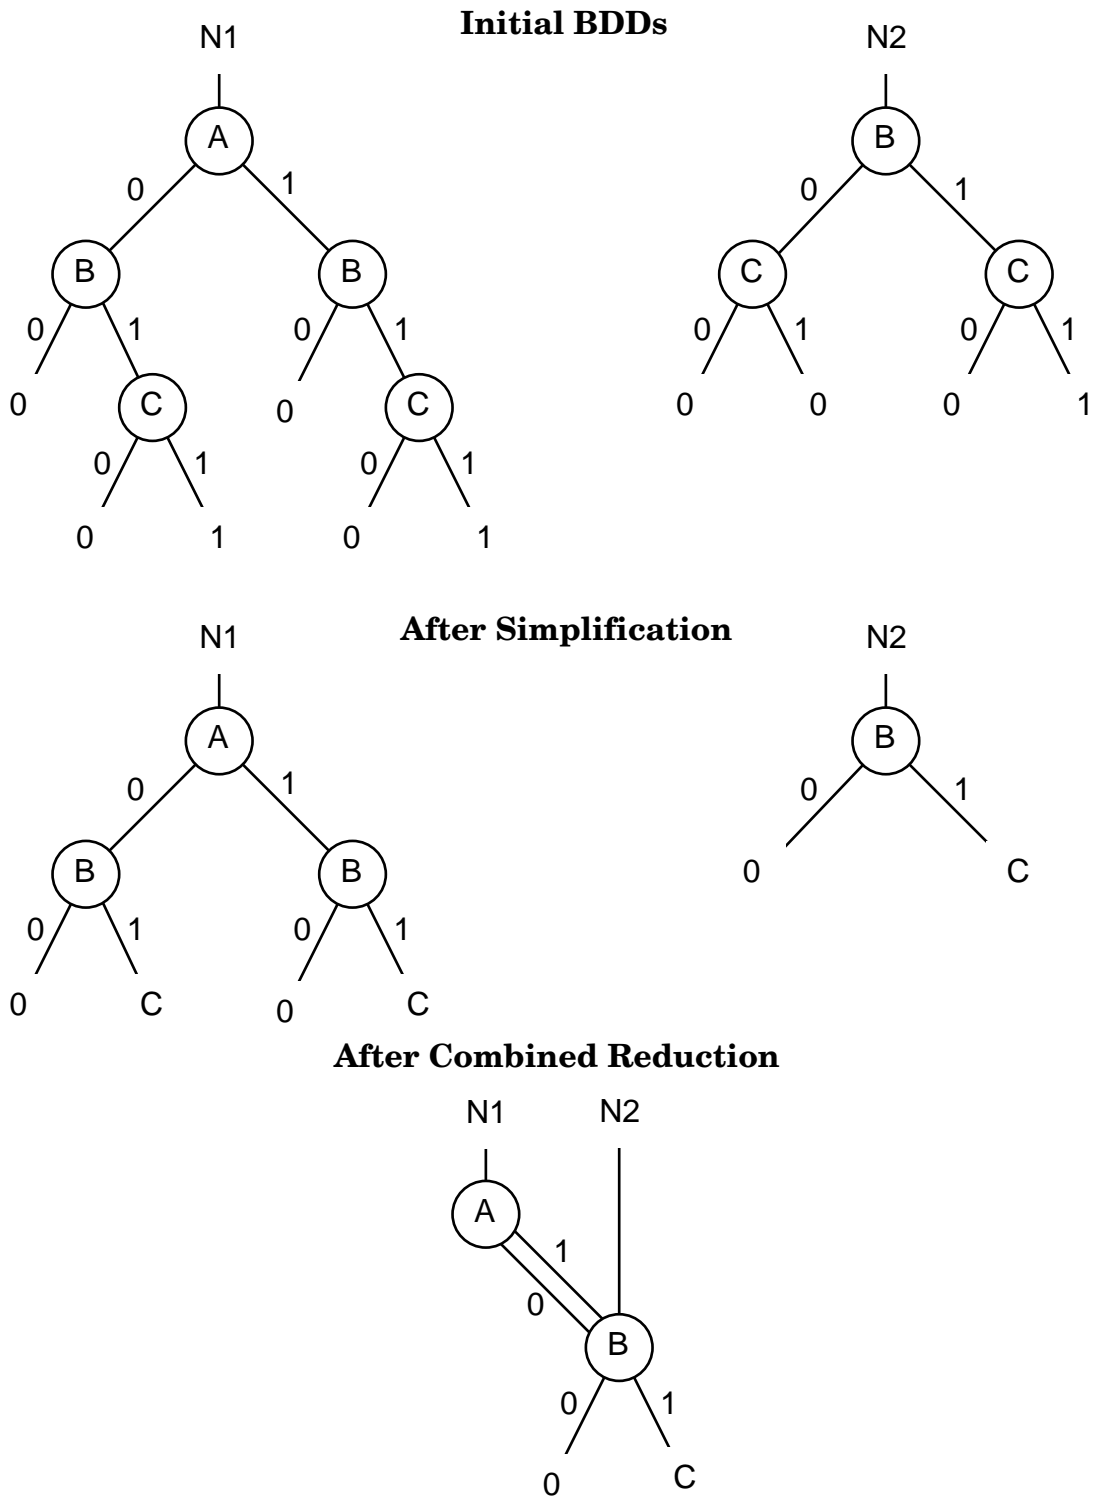 Initial BDDs
N1 N2
A B
0 1 0 1
B B C C
0 1 0 1 0 1 0 1
0 C 0 C 0 0 0 1
0 1 0 1
0 1 0 1
After Simplification
N1 N2
A B
0 1 0 1
B B 0 C
0 1 0 1
0 C 0 C
After Combined Reduction
N1 N2
A
1
0
B
0 1
0 C